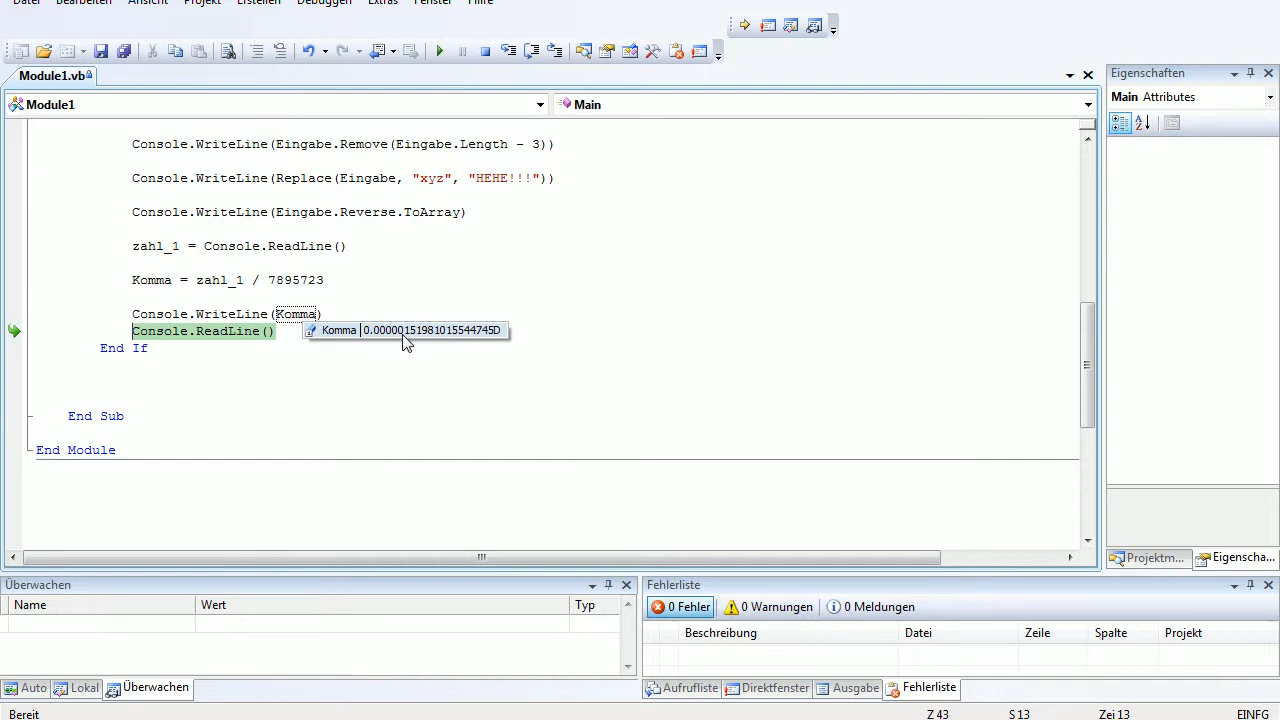 Datei Bearbeiten Ansicht Projekt Erstellen Debuggen Extras Fenster Hilfe
Module1.vb
Eigenschaften
Module1 Main
Main Attributes
Console.WriteLine(Eingabe.Remove(Eingabe.Length - 3))
Console.WriteLine(Replace(Eingabe, "xyz", "HEHE!!!"))
Console.WriteLine(Eingabe.Reverse.ToArray)
zahl_1 = Console.ReadLine()
Komma = zahl_1 / 7895723
Console.WriteLine(Komma)
Console.ReadLine()
Komma 0.00000151981015544745D
End If
End Sub
End Module
Projektm... Eigenscha...
Überwachen
Name Wert Typ
Fehlerliste
0 Fehler 0 Warnungen 0 Meldungen
Beschreibung Datei Zeile Spalte Projekt
Auto Lokal Überwachen
Aufrufliste Direktfenster Ausgabe Fehlerliste
Bereit Z 43 S 13 Zei 13 EINFG